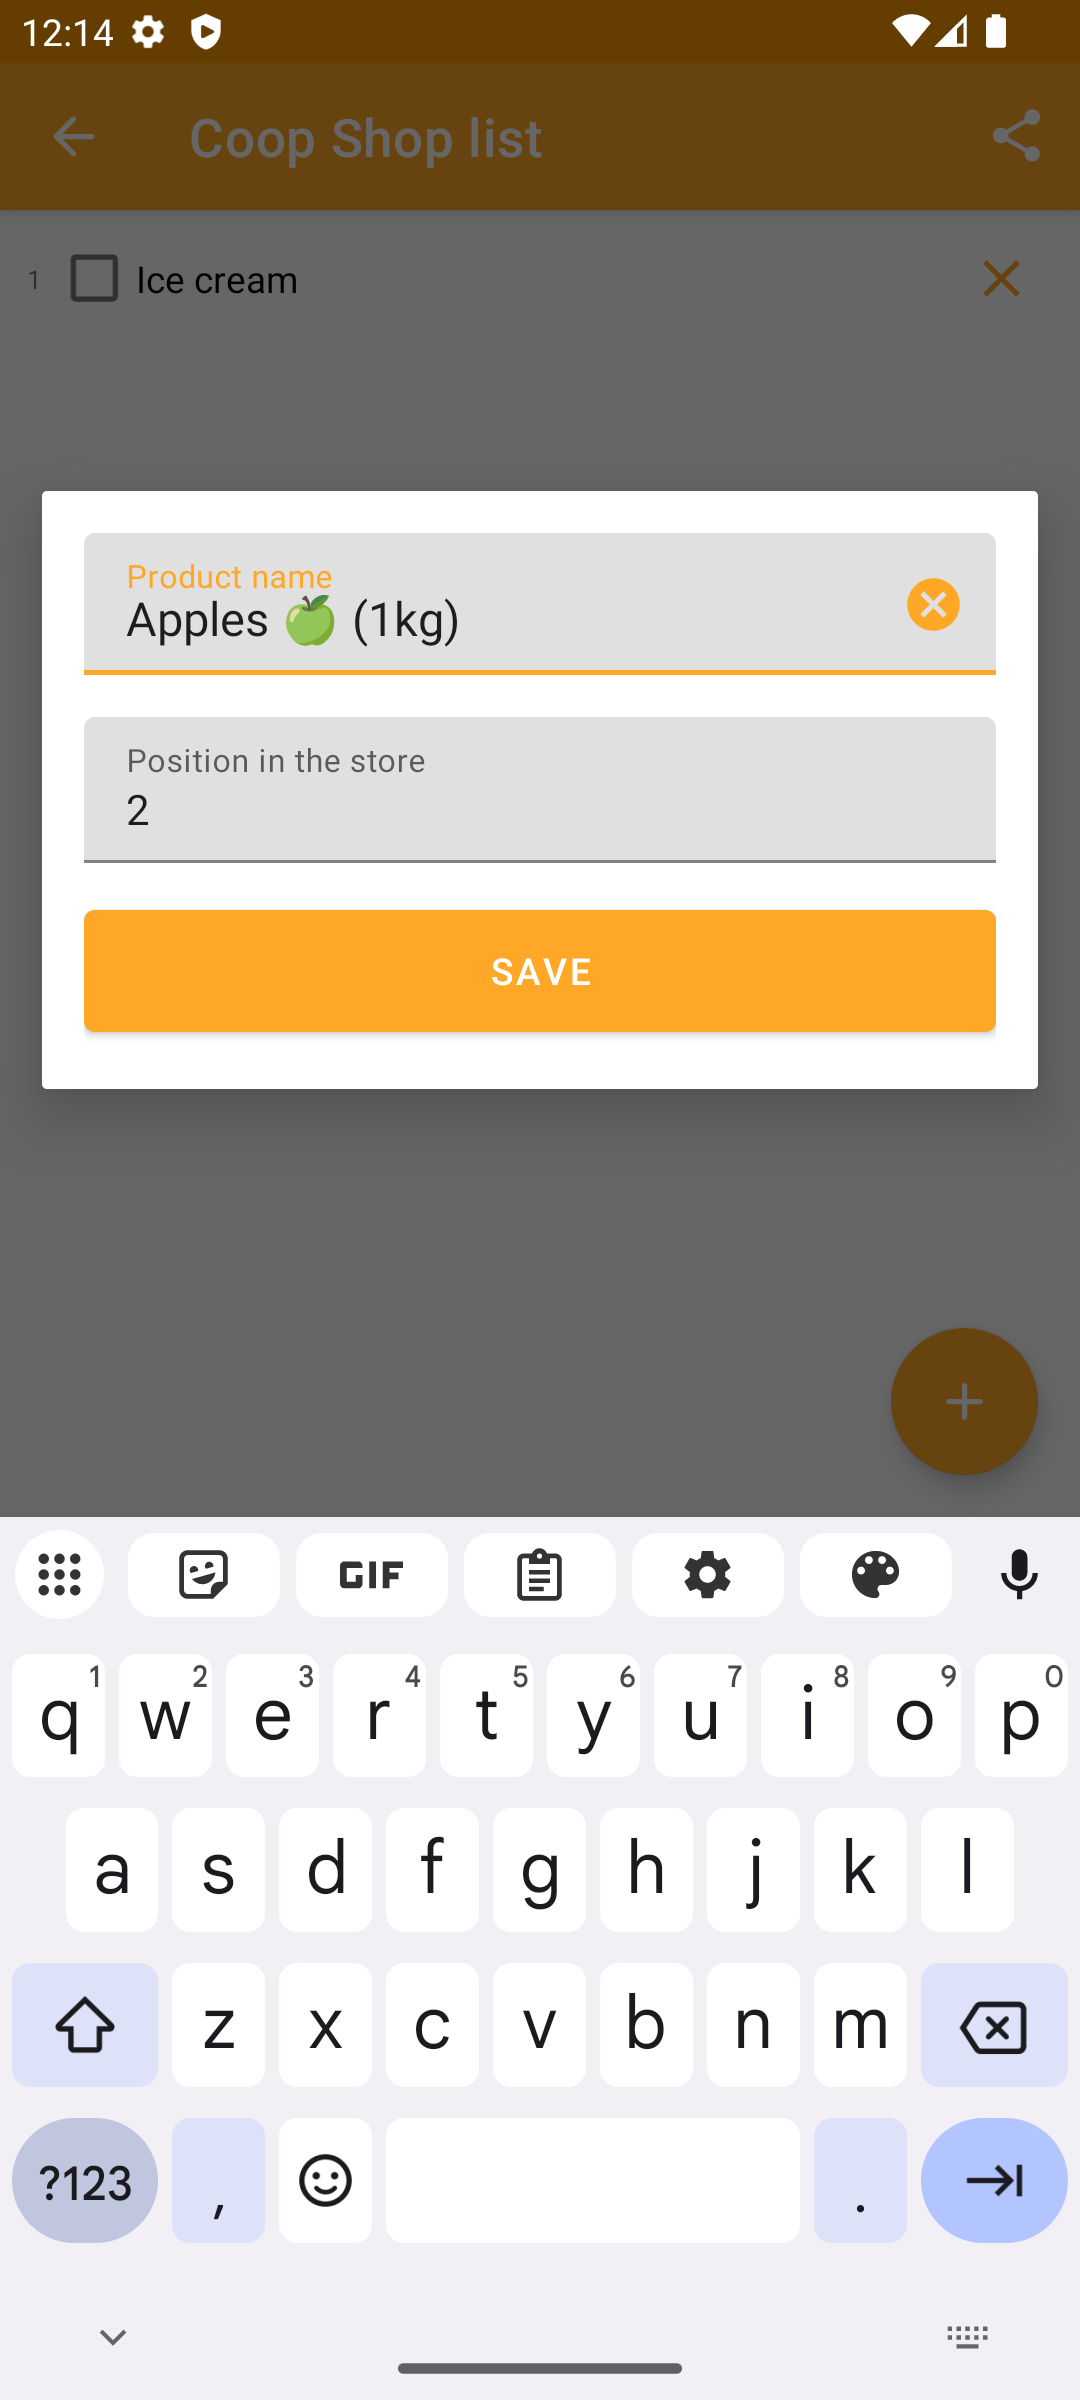 12:14
Coop Shop list
1 Ice cream
Product name
Apples 🍏 (1kg)
Position in the store
2
SAVE
GIF
q1 w2 e3 r4 t5 y6 u7 i8 o9 p0
a s d f g h j k l
z x c v b n m
?123 , .